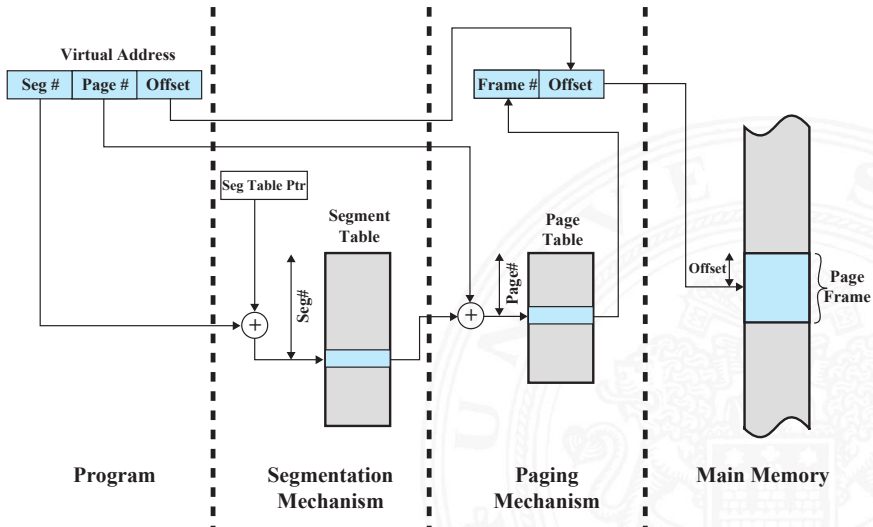 Virtual Address
Seg # Page # Offset
Frame # Offset
Seg Table Ptr
Segment
Table
Page
Table
Seg#
Page#
Offset
Page
Frame
+
+
Program
Segmentation
Mechanism
Paging
Mechanism
Main Memory
U N I V E S